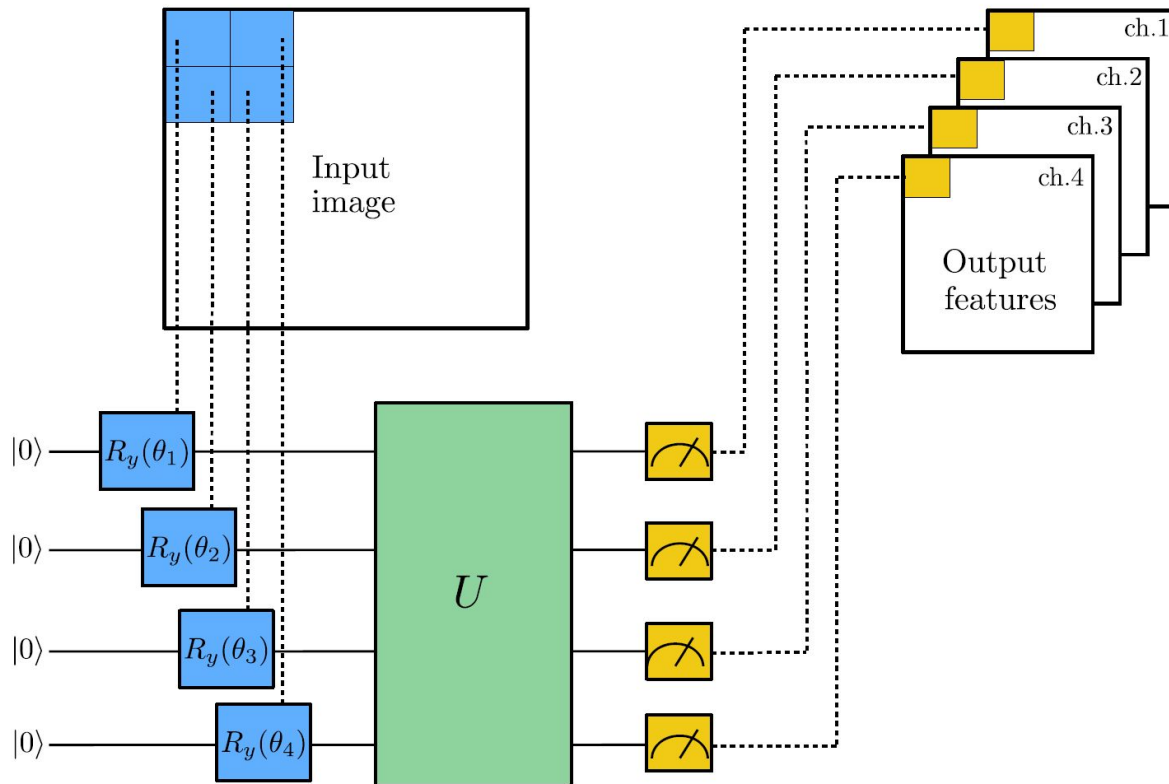 ch.1
ch.2
ch.3
ch.4
Input
image
Output
features
|0⟩ R_y(θ_1)
|0⟩ R_y(θ_2)
U
|0⟩ R_y(θ_3)
|0⟩ R_y(θ_4)